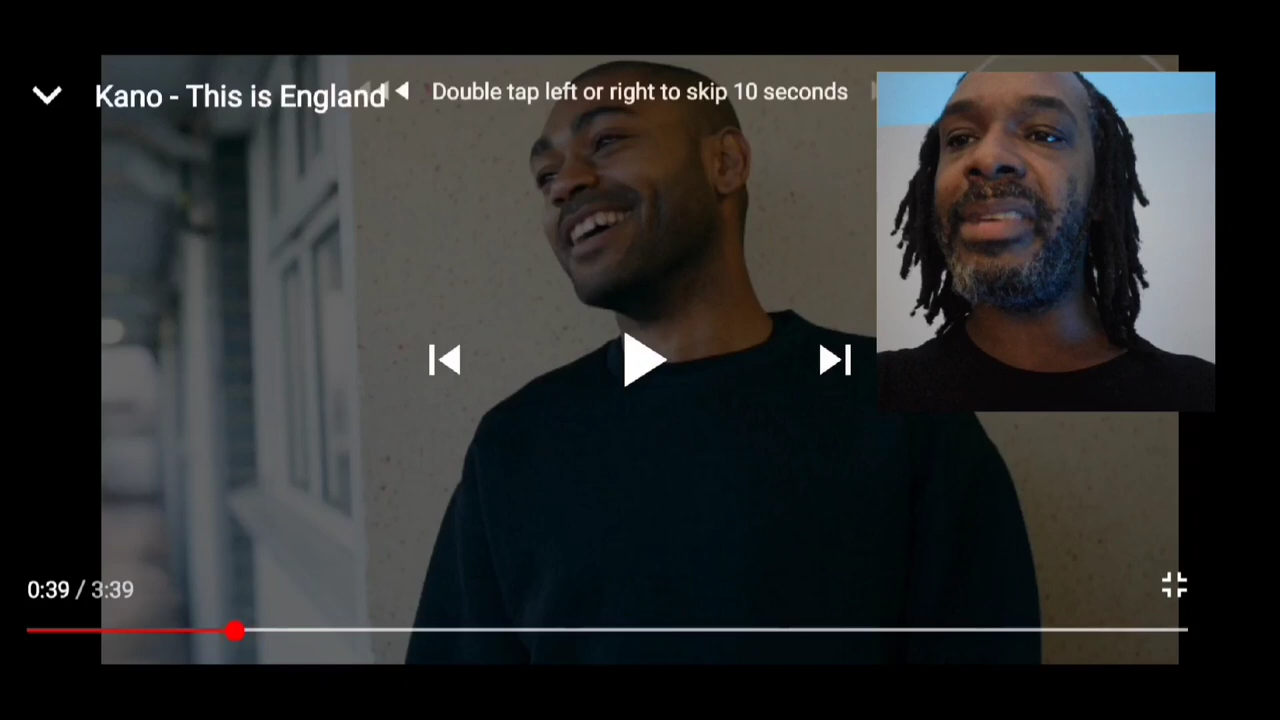 Kano - This is England
Double tap left or right to skip 10 seconds
0:39 / 3:39